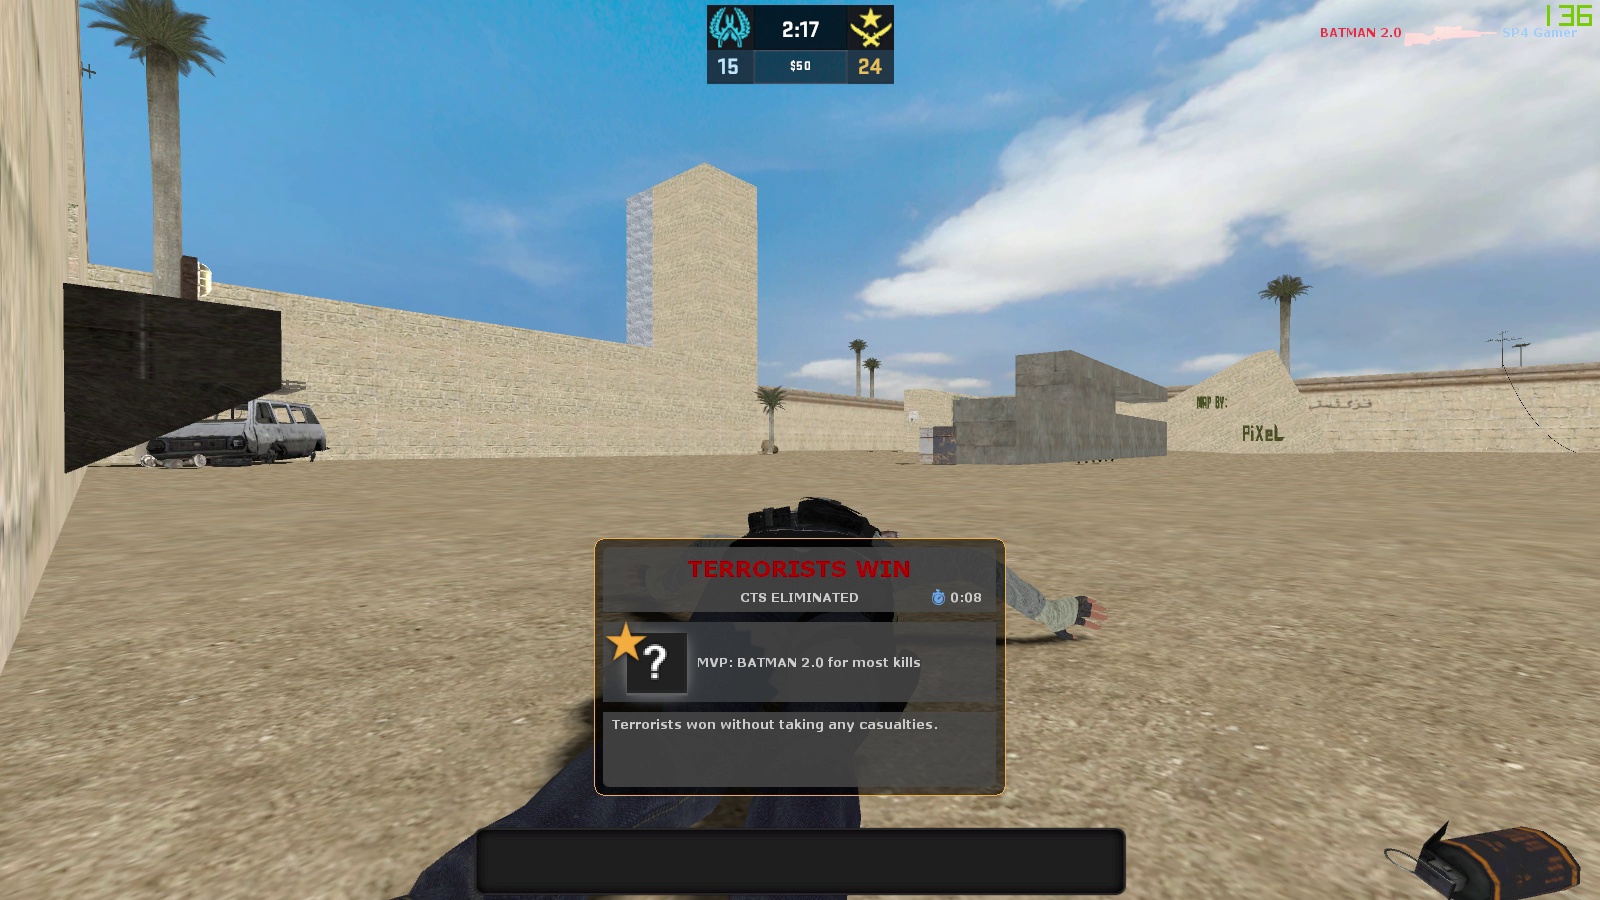 136
2:17
BATMAN 2.0 SP4 Gamer
15 $50 24
MAP BY:
PiXeL
TERRORISTS WIN
CTS ELIMINATED 0:08
?
MVP: BATMAN 2.0 for most kills
Terrorists won without taking any casualties.